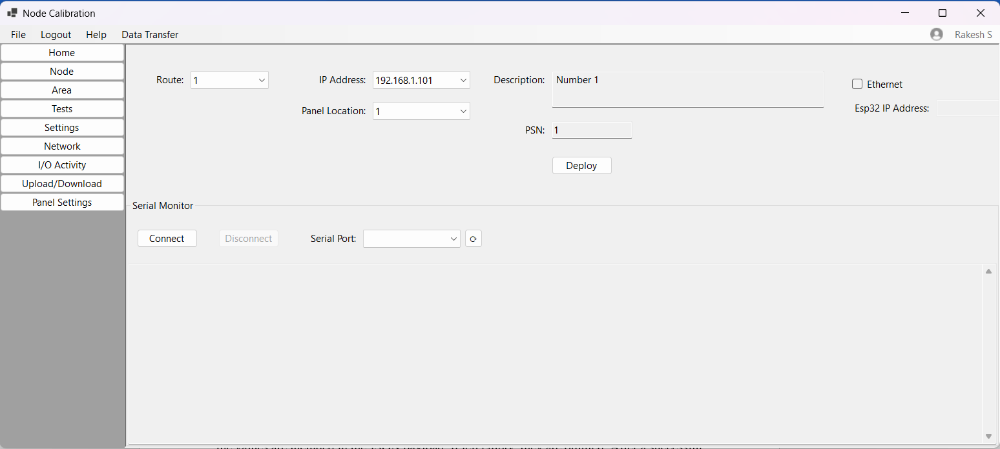 Node Calibration
File Logout Help Data Transfer Rakesh S
Home
Node
Area
Tests
Settings
Network
I/O Activity
Upload/Download
Panel Settings
Route: 1 IP Address: 192.168.1.101 Description: Number 1 Ethernet
Panel Location: 1 Esp32 IP Address:
PSN: 1
Deploy
Serial Monitor
Connect Disconnect Serial Port: